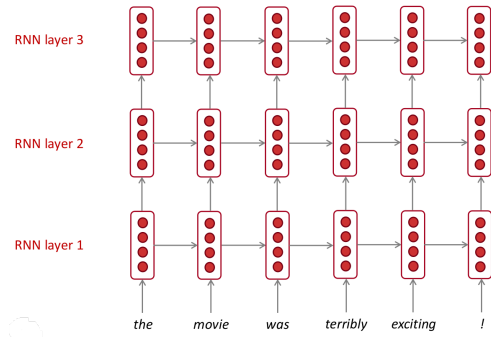 RNN layer 3
RNN layer 2
RNN layer 1
the movie was terribly exciting !